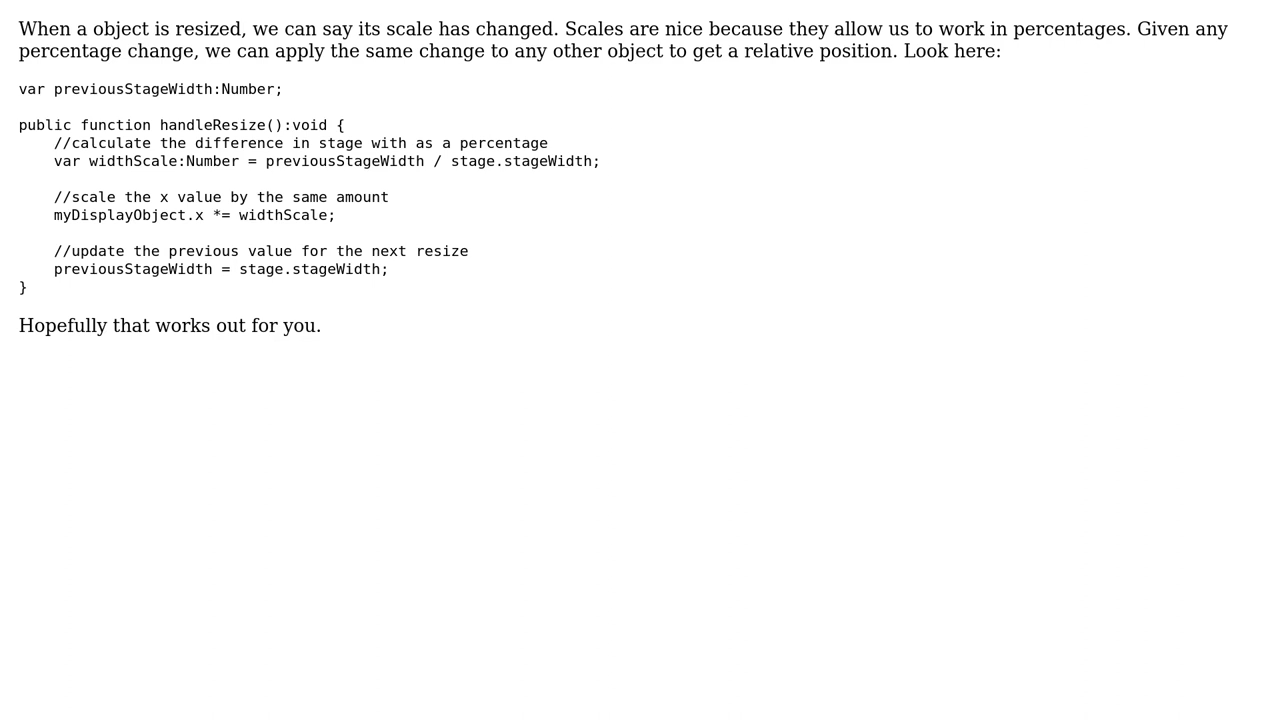 When a object is resized, we can say its scale has changed. Scales are nice because they allow us to work in percentages. Given any
percentage change, we can apply the same change to any other object to get a relative position. Look here:
var previousStageWidth:Number;
public function handleResize():void {
    //calculate the difference in stage with as a percentage
    var widthScale:Number = previousStageWidth / stage.stageWidth;
    //scale the x value by the same amount
    myDisplayObject.x *= widthScale;
    //update the previous value for the next resize
    previousStageWidth = stage.stageWidth;
}
Hopefully that works out for you.